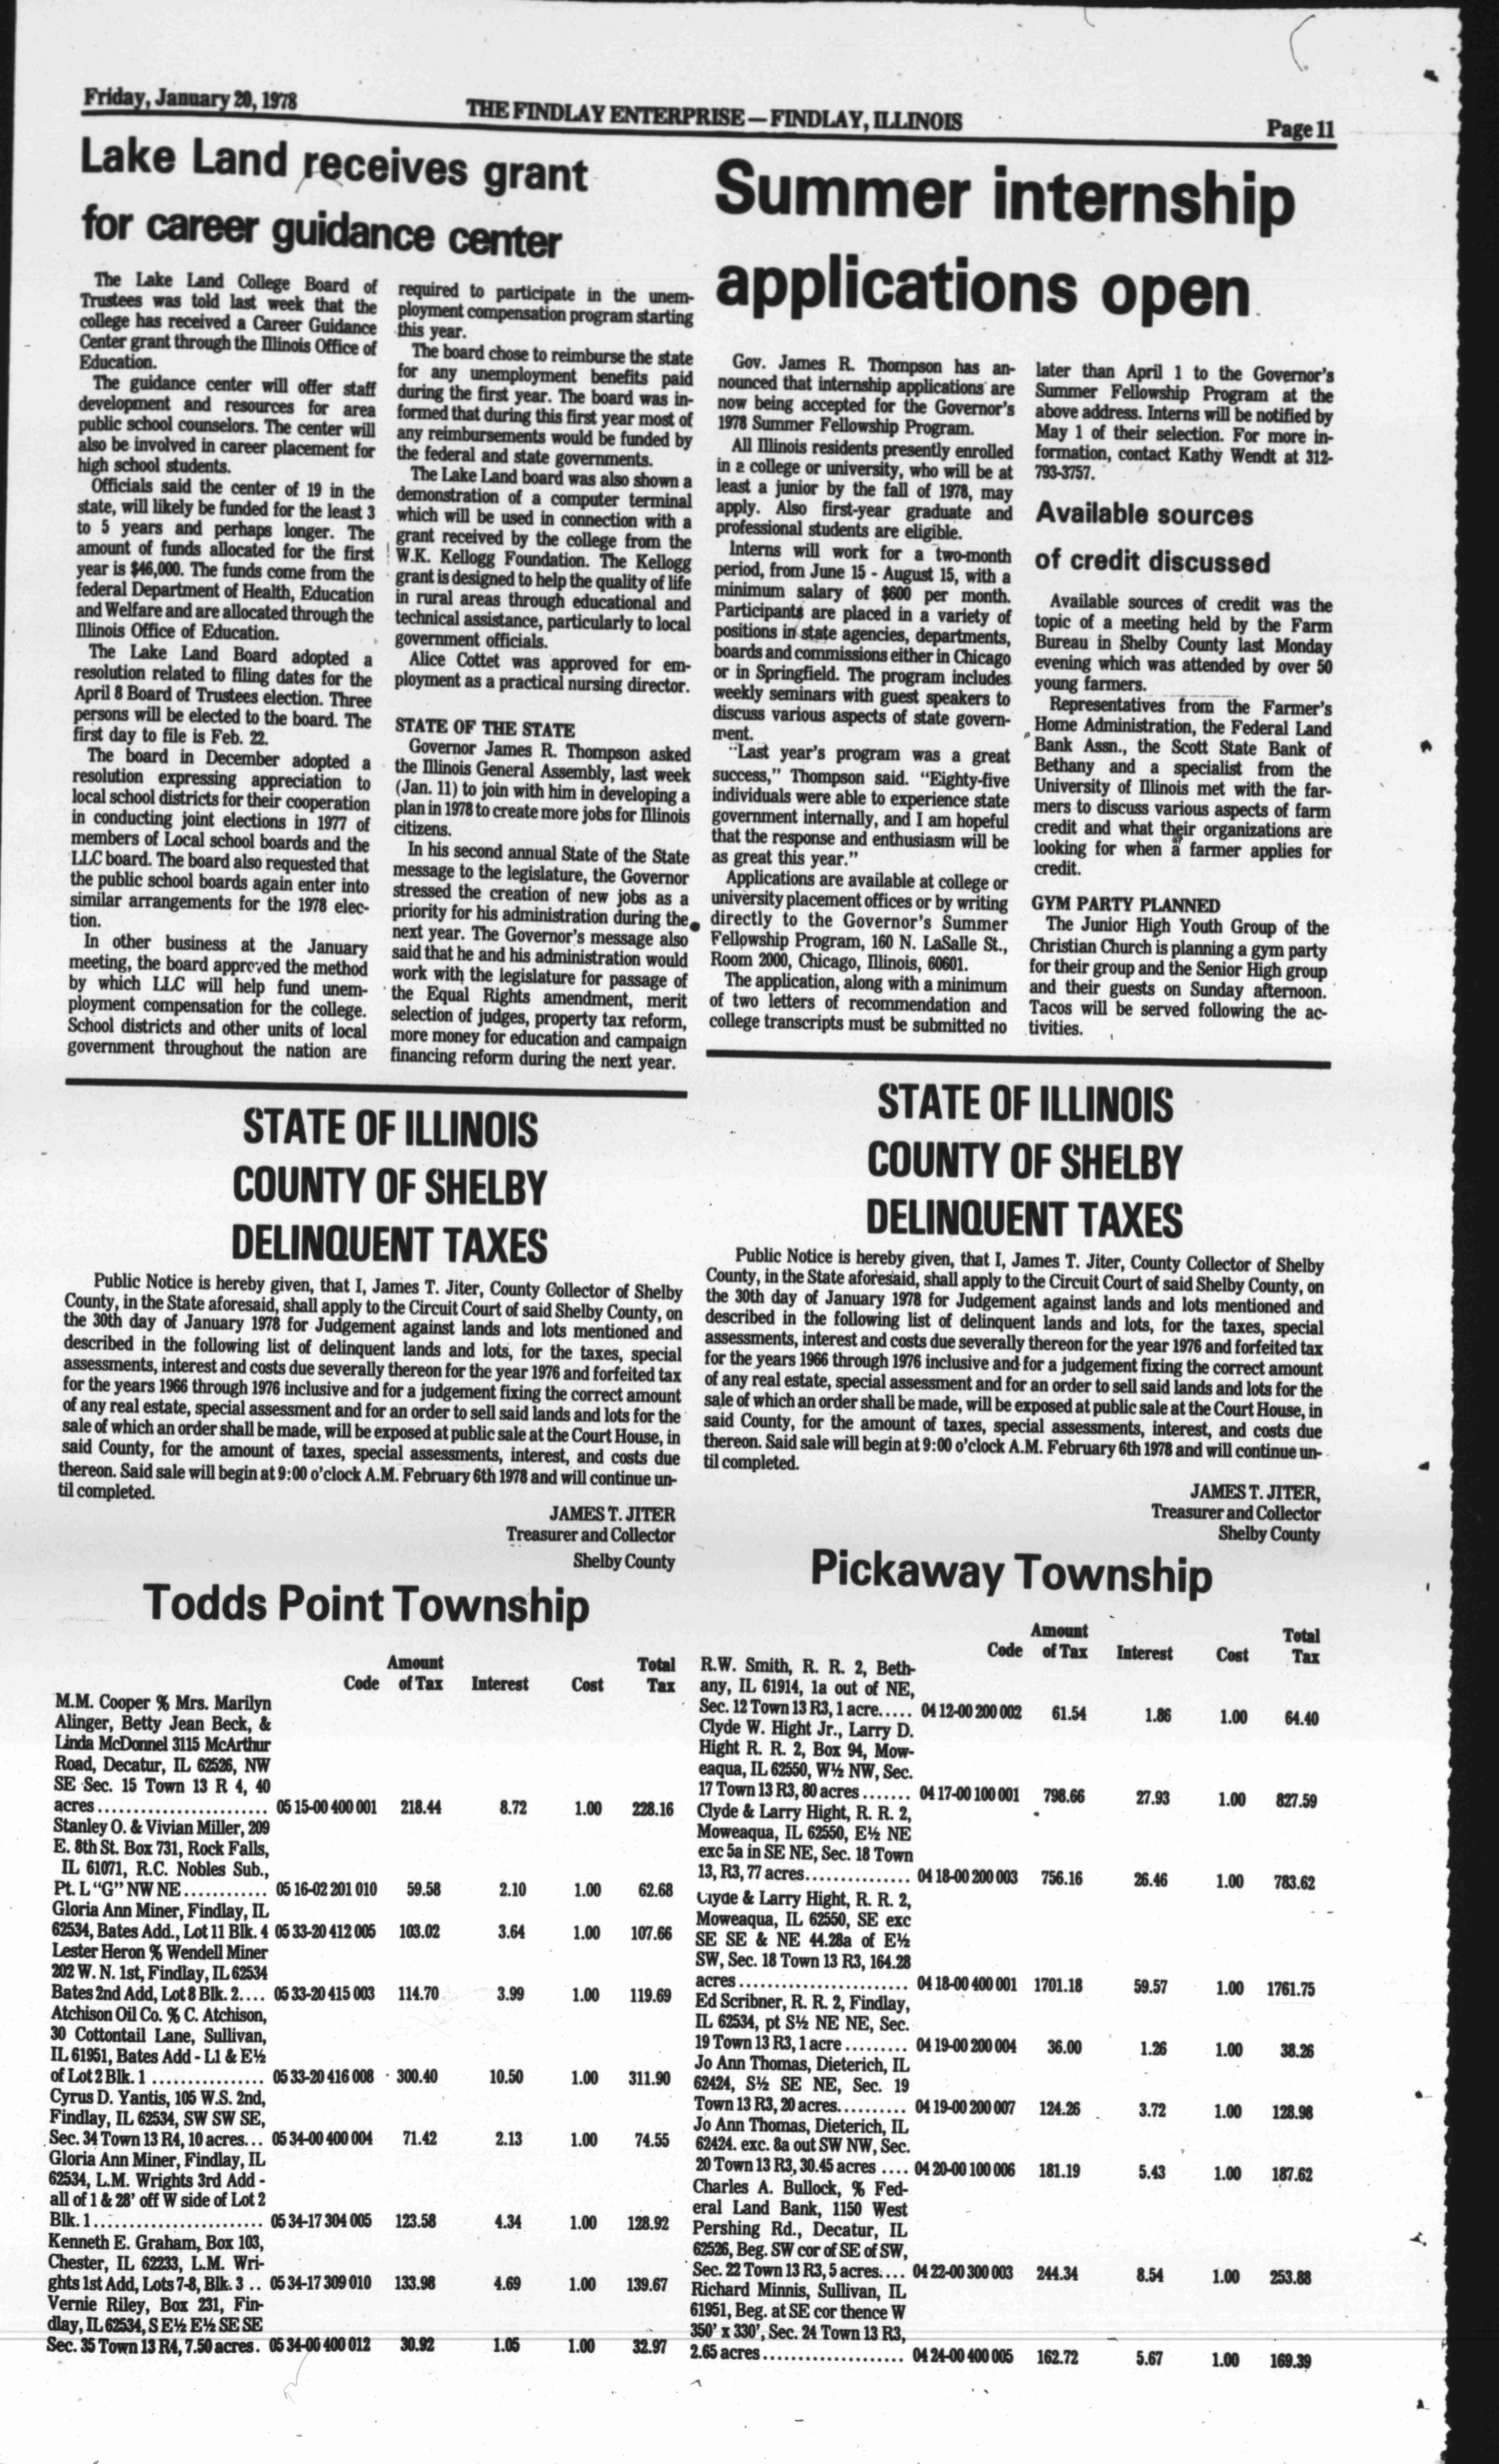 Friday, January 20, 1978
THE FINDLAY ENTERPRISE—FINDLAY, ILLINOIS
Page 11
Lake Land receives grant
for career guidance center
The Lake Land College Board of
Trustees was told last week that the
college has received a Career Guidance
Center grant through the Illinois Office of
Education.
The guidance center will offer staff
development and resources for area
public school counselors. The center will
also be involved in career placement for
high school students.
Officials said the center of 19 in the
state, will likely be funded for the least 3
to 5 years and perhaps longer. The
amount of funds allocated for the first
year is $46,000. The funds come from the
federal Department of Health, Education
and Welfare and are allocated through the
Illinois Office of Education.
The Lake Land Board adopted a
resolution related to filing dates for the
April 8 Board of Trustees election. Three
persons will be elected to the board. The
first day to file is Feb. 22.
The board in December adopted a
resolution expressing appreciation to
local school districts for their cooperation
in conducting joint elections in 1977 of
members of Local school boards and the
LLC board. The board also requested that
the public school boards again enter into
similar arrangements for the 1978 elec-
tion.
In other business at the January
meeting, the board approved the method
by which LLC will help fund unem-
ployment compensation for the college.
School districts and other units of local
government throughout the nation are
required to participate in the unem-
ployment compensation program starting
this year.
The board chose to reimburse the state
for any unemployment benefits paid
during the first year. The board was in-
formed that during this first year most of
any reimbursements would be funded by
the federal and state governments.
The Lake Land board was also shown a
demonstration of a computer terminal
which will be used in connection with a
grant received by the college from the
W.K. Kellogg Foundation. The Kellogg
grant is designed to help the quality of life
in rural areas through educational and
technical assistance, particularly to local
government officials.
Alice Cottet was approved for em-
ployment as a practical nursing director.
STATE OF THE STATE
Governor James R. Thompson asked
the Illinois General Assembly, last week
(Jan. 11) to join with him in developing a
plan in 1978 to create more jobs for Illinois
citizens.
In his second annual State of the State
message to the legislature, the Governor
stressed the creation of new jobs as a
priority for his administration during the
next year. The Governor's message also
said that he and his administration would
work with the legislature for passage of
the Equal Rights amendment, merit
selection of judges, property tax reform,
more money for education and campaign
financing reform during the next year.
Summer internship
applications open
Gov. James R. Thompson has an-
nounced that internship applications are
now being accepted for the Governor's
1978 Summer Fellowship Program.
All Illinois residents presently enrolled
in a college or university, who will be at
least a junior by the fall of 1978, may
apply. Also first-year graduate and
professional students are eligible.
Interns will work for a two-month
period, from June 15 - August 15, with a
minimum salary of $600 per month.
Participants are placed in a variety of
positions in state agencies, departments,
boards and commissions either in Chicago
or in Springfield. The program includes
weekly seminars with guest speakers to
discuss various aspects of state govern-
ment.
"Last year's program was a great
success," Thompson said. "Eighty-five
individuals were able to experience state
government internally, and I am hopeful
that the response and enthusiasm will be
as great this year."
Applications are available at college or
university placement offices or by writing
directly to the Governor's Summer
Fellowship Program, 160 N. LaSalle St.,
Room 2000, Chicago, Illinois, 60601.
The application, along with a minimum
of two letters of recommendation and
college transcripts must be submitted no
later than April 1 to the Governor's
Summer Fellowship Program at the
above address. Interns will be notified by
May 1 of their selection. For more in-
formation, contact Kathy Wendt at 312-
793-3757.
Available sources
of credit discussed
Available sources of credit was the
topic of a meeting held by the Farm
Bureau in Shelby County last Monday
evening which was attended by over 50
young farmers.
Representatives from the Farmer's
Home Administration, the Federal Land
Bank Assn., the Scott State Bank of
Bethany and a specialist from the
University of Illinois met with the far-
mers to discuss various aspects of farm
credit and what their organizations are
looking for when a farmer applies for
credit.
GYM PARTY PLANNED
The Junior High Youth Group of the
Christian Church is planning a gym party
for their group and the Senior High group
and their guests on Sunday afternoon.
Tacos will be served following the ac-
tivities.
STATE OF ILLINOIS
COUNTY OF SHELBY
DELINQUENT TAXES
Public Notice is hereby given, that I, James T. Jiter, County Collector of Shelby
County, in the State aforesaid, shall apply to the Circuit Court of said Shelby County, on
the 30th day of January 1978 for Judgement against lands and lots mentioned and
described in the following list of delinquent lands and lots, for the taxes, special
assessments, interest and costs due severally thereon for the year 1976 and forfeited tax
for the years 1966 through 1976 inclusive and for a judgement fixing the correct amount
of any real estate, special assessment and for an order to sell said lands and lots for the
sale of which an order shall be made, will be exposed at public sale at the Court House, in
said County, for the amount of taxes, special assessments, interest, and costs due
thereon. Said sale will begin at 9:00 o'clock A.M. February 6th 1978 and will continue un-
til completed.
JAMES T. JITER
Treasurer and Collector
Shelby County
Todds Point Township
Code Amount of Tax Interest Cost Total Tax
M.M. Cooper % Mrs. Marilyn
Alinger, Betty Jean Beck, &
Linda McDonnel 3115 McArthur
Road, Decatur, IL 62526, NW
SE Sec. 15 Town 13 R 4, 40
acres........................ 05 15-00 400 001 218.44 8.72 1.00 228.16
Stanley O. & Vivian Miller, 209
E. 8th St. Box 731, Rock Falls,
IL 61071, R.C. Nobles Sub.,
Pt. L "G" NW NE............ 05 16-02 201 010 59.58 2.10 1.00 62.68
Gloria Ann Miner, Findlay, IL
62534, Bates Add., Lot 11 Blk. 4 05 33-20 412 005 103.02 3.64 1.00 107.66
Lester Heron % Wendell Miner
202 W. N. 1st, Findlay, IL 62534
Bates 2nd Add, Lot 8 Blk. 2.... 05 33-20 415 003 114.70 3.99 1.00 119.69
Atchison Oil Co. % C. Atchison,
30 Cottontail Lane, Sullivan,
IL 61951, Bates Add - L1 & E½
of Lot 2 Blk. 1 ................ 05 33-20 416 008 300.40 10.50 1.00 311.90
Cyrus D. Yantis, 105 W.S. 2nd,
Findlay, IL 62534, SW SW SE,
Sec. 34 Town 13 R4, 10 acres... 05 34-00 400 004 71.42 2.13 1.00 74.55
Gloria Ann Miner, Findlay, IL
62534, L.M. Wrights 3rd Add -
all of 1 & 28' off W side of Lot 2
Blk. 1........................ 05 34-17 304 005 123.58 4.34 1.00 128.92
Kenneth E. Graham, Box 103,
Chester, IL 62233, L.M. Wri-
ghts 1st Add, Lots 7-8, Blk. 3 .. 05 34-17 309 010 133.98 4.69 1.00 139.67
Vernie Riley, Box 231, Fin-
dlay, IL 62534, S E½ E½ SE SE
Sec. 35 Town 13 R4, 7.50 acres. 05 34-00 400 012 30.92 1.05 1.00 32.97
STATE OF ILLINOIS
COUNTY OF SHELBY
DELINQUENT TAXES
Public Notice is hereby given, that I, James T. Jiter, County Collector of Shelby
County, in the State aforesaid, shall apply to the Circuit Court of said Shelby County, on
the 30th day of January 1978 for Judgement against lands and lots mentioned and
described in the following list of delinquent lands and lots, for the taxes, special
assessments, interest and costs due severally thereon for the year 1976 and forfeited tax
for the years 1966 through 1976 inclusive and for a judgement fixing the correct amount
of any real estate, special assessment and for an order to sell said lands and lots for the
sale of which an order shall be made, will be exposed at public sale at the Court House, in
said County, for the amount of taxes, special assessments, interest, and costs due
thereon. Said sale will begin at 9:00 o'clock A.M. February 6th 1978 and will continue un-
til completed.
JAMES T. JITER,
Treasurer and Collector
Shelby County
Pickaway Township
Code Amount of Tax Interest Cost Total Tax
R.W. Smith, R. R. 2, Beth-
any, IL 61914, 1a out of NE,
Sec. 12 Town 13 R3, 1 acre..... 04 12-00 200 002 61.54 1.86 1.00 64.40
Clyde W. Hight Jr., Larry D.
Hight R. R. 2, Box 94, Mow-
eaqua, IL 62550, W½ NW, Sec.
17 Town 13 R3, 80 acres....... 04 17-00 100 001 798.66 27.93 1.00 827.59
Clyde & Larry Hight, R. R. 2,
Moweaqua, IL 62550, E½ NE
exc 5a in SE NE, Sec. 18 Town
13, R3, 77 acres............... 04 18-00 200 003 756.16 26.46 1.00 783.62
Clyde & Larry Hight, R. R. 2,
Moweaqua, IL 62550, SE exc
SE SE & NE 44.28a of E½
SW, Sec. 18 Town 13 R3, 164.28
acres........................ 04 18-00 400 001 1701.18 59.57 1.00 1761.75
Ed Scribner, R. R. 2, Findlay,
IL 62534, pt S½ NE NE, Sec.
19 Town 13 R3, 1 acre ......... 04 19-00 200 004 36.00 1.26 1.00 38.26
Jo Ann Thomas, Dieterich, IL
62424, S½ SE NE, Sec. 19
Town 13 R3, 20 acres.......... 04 19-00 200 007 124.26 3.72 1.00 128.98
Jo Ann Thomas, Dieterich, IL
62424. exc. 8a out SW NW, Sec.
20 Town 13 R3, 30.45 acres .... 04 20-00 100 006 181.19 5.43 1.00 187.62
Charles A. Bullock, % Fed-
eral Land Bank, 1150 West
Pershing Rd., Decatur, IL
62526, Beg. SW cor of SE of SW,
Sec. 22 Town 13 R3, 5 acres.... 04 22-00 300 003 244.34 8.54 1.00 253.88
Richard Minnis, Sullivan, IL
61951, Beg. at SE cor thence W
350' x 330', Sec. 24 Town 13 R3,
2.65 acres.................... 04 24-00 400 005 162.72 5.67 1.00 169.39